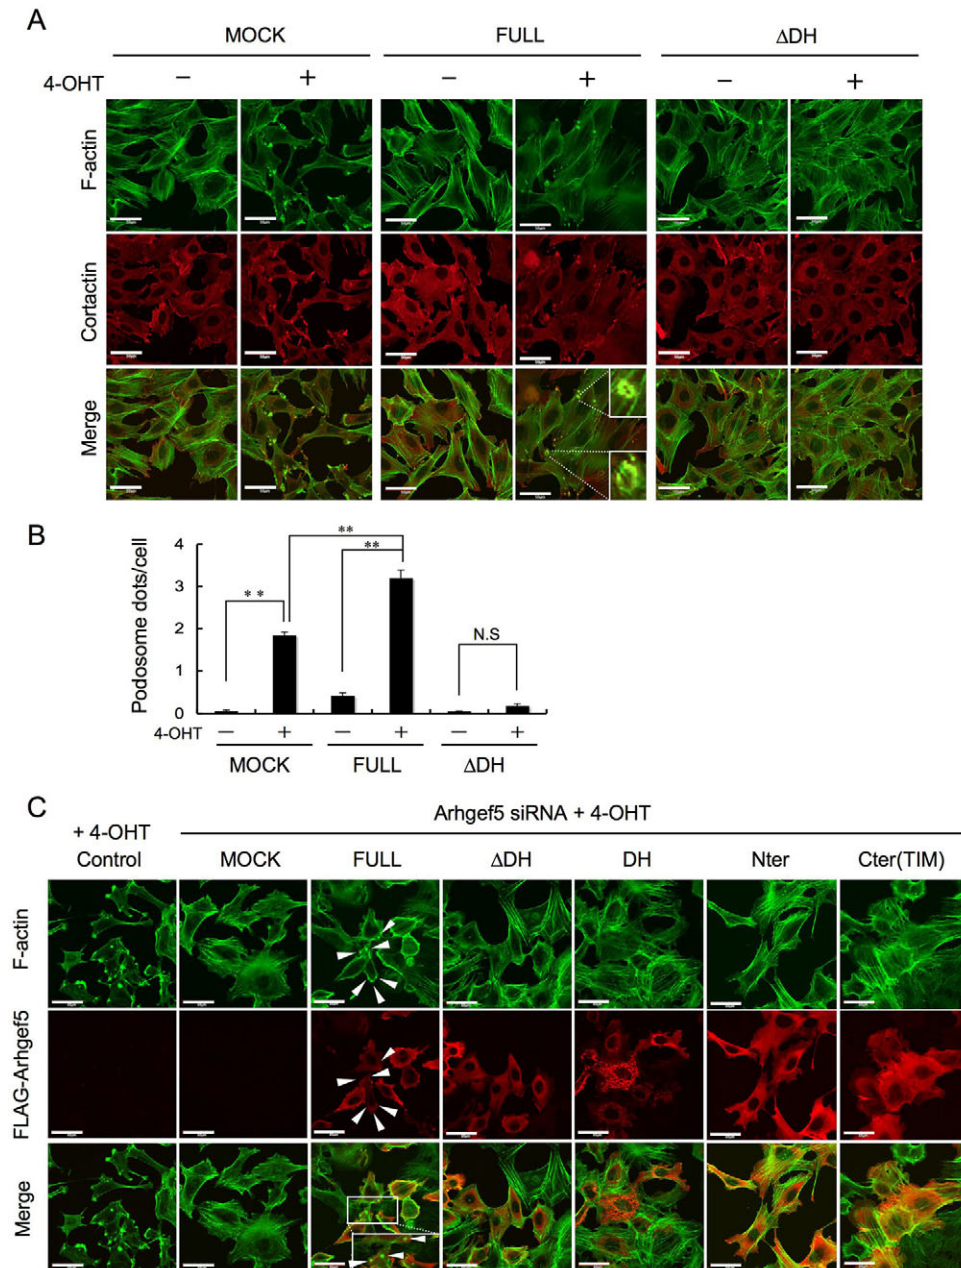 A
MOCK FULL ΔDH
4-OHT − + − + − +
F-actin
Cortactin
Merge
B
Podosome dots/cell
4
3
2
1
0
**
**
**
N.S
4-OHT − + − + − +
MOCK FULL ΔDH
C
Arhgef5 siRNA + 4-OHT
+ 4-OHT
Control MOCK FULL ΔDH DH Nter Cter(TIM)
F-actin
FLAG-Arhgef5
Merge